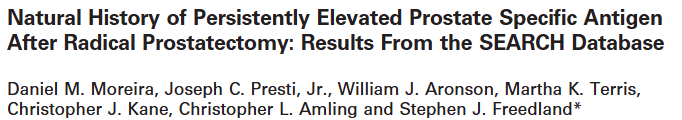 Natural History of Persistently Elevated Prostate Specific Antigen
After Radical Prostatectomy: Results From the SEARCH Database
Daniel M. Moreira, Joseph C. Presti, Jr., William J. Aronson, Martha K. Terris,
Christopher J. Kane, Christopher L. Amling and Stephen J. Freedland*